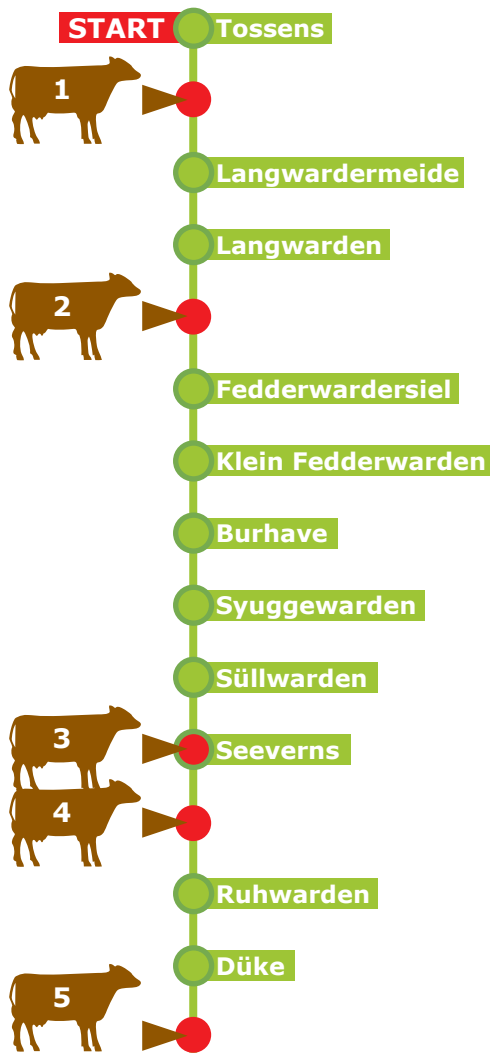 START Tossens
1
Langwardermeide
Langwarden
2
Fedderwardersiel
Klein Fedderwarden
Burhave
Syuggewarden
Süllwarden
3 Seeverns
4
Ruhwarden
Düke
5